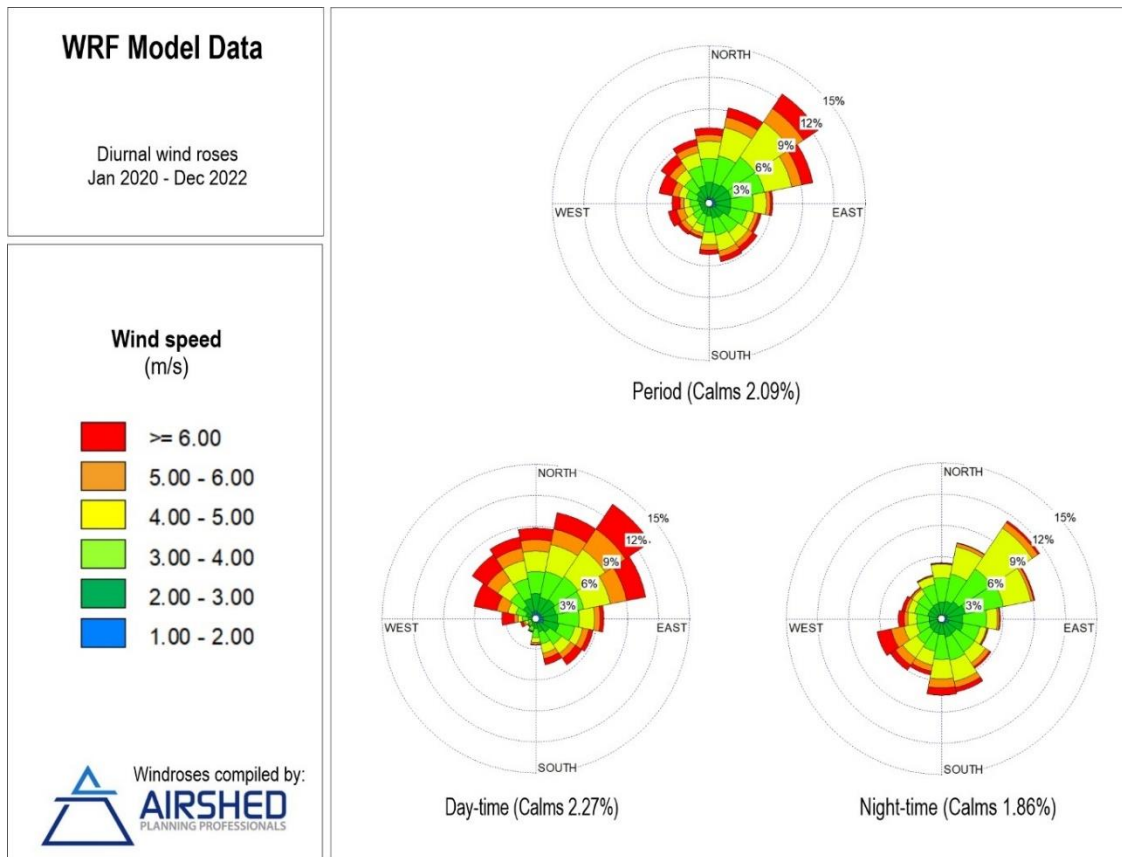 WRF Model Data
Diurnal wind roses
Jan 2020 - Dec 2022
Wind speed
(m/s)
>= 6.00
5.00 - 6.00
4.00 - 5.00
3.00 - 4.00
2.00 - 3.00
1.00 - 2.00
Windroses compiled by:
AIRSHED
PLANNING PROFESSIONALS
NORTH
15%
12%
9%
6%
3%
WEST
EAST
SOUTH
Period (Calms 2.09%)
NORTH
15%
12%
9%
6%
3%
WEST
EAST
SOUTH
Day-time (Calms 2.27%)
NORTH
15%
12%
9%
6%
3%
WEST
EAST
SOUTH
Night-time (Calms 1.86%)